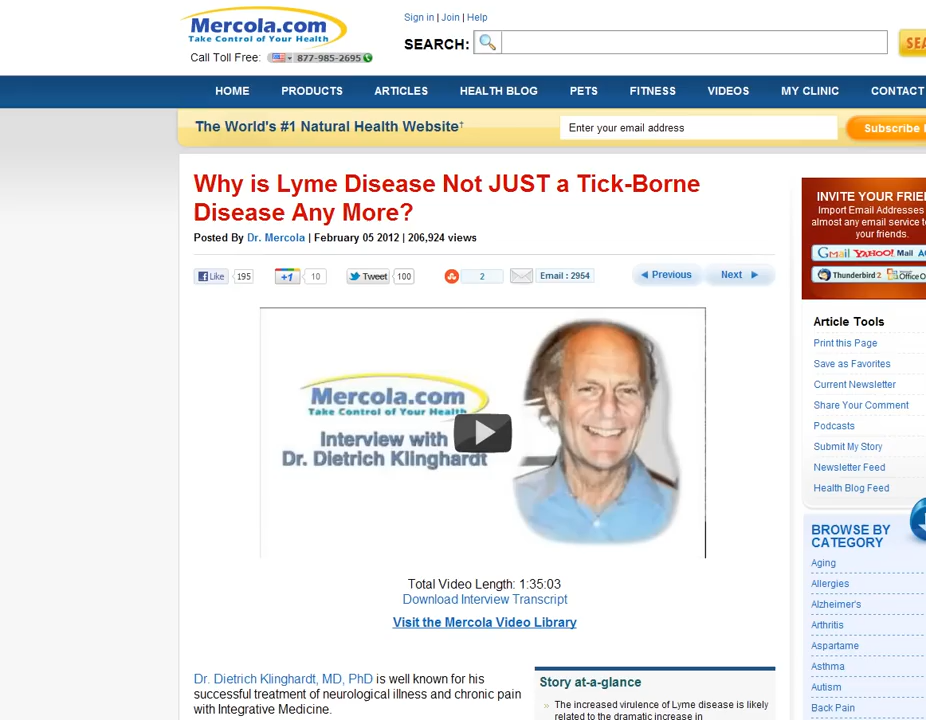 Mercola.com
Take Control of Your Health
Call Toll Free: 877-985-2695
Sign in | Join | Help
SEARCH:
HOME PRODUCTS ARTICLES HEALTH BLOG PETS FITNESS VIDEOS MY CLINIC CONTACT
The World's #1 Natural Health Website†
Enter your email address
Subscribe
Why is Lyme Disease Not JUST a Tick-Borne
Disease Any More?
Posted By Dr. Mercola | February 05 2012 | 206,924 views
Like 195 +1 10 Tweet 100 2 Email : 2954 Previous Next
Mercola.com
Take Control of Your Health
Interview with
Dr. Dietrich Klinghardt
Total Video Length: 1:35:03
Download Interview Transcript
Visit the Mercola Video Library
Dr. Dietrich Klinghardt, MD, PhD is well known for his
successful treatment of neurological illness and chronic pain
with Integrative Medicine.
Story at-a-glance
» The increased virulence of Lyme disease is likely
related to the dramatic increase in
INVITE YOUR
Import Email Addresses
almost any email service
your friends.
Gmail YAHOO! Mail
Thunderbird 2
Article Tools
Print this Page
Save as Favorites
Current Newsletter
Share Your Comment
Podcasts
Submit My Story
Newsletter Feed
Health Blog Feed
BROWSE BY
CATEGORY
Aging
Allergies
Alzheimer's
Arthritis
Aspartame
Asthma
Autism
Back Pain